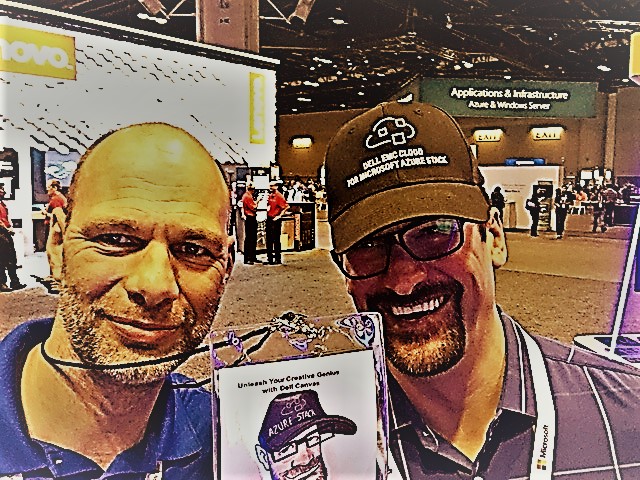 novo.
Lenovo
Applications & Infrastructure
Azure & Windows Server
EXIT
EXIT
DELL EMC CLOUD
FOR MICROSOFT AZURE STACK
Unleash Your Creative Genius
with Dell Canvas
AZURE STACK
Microsoft